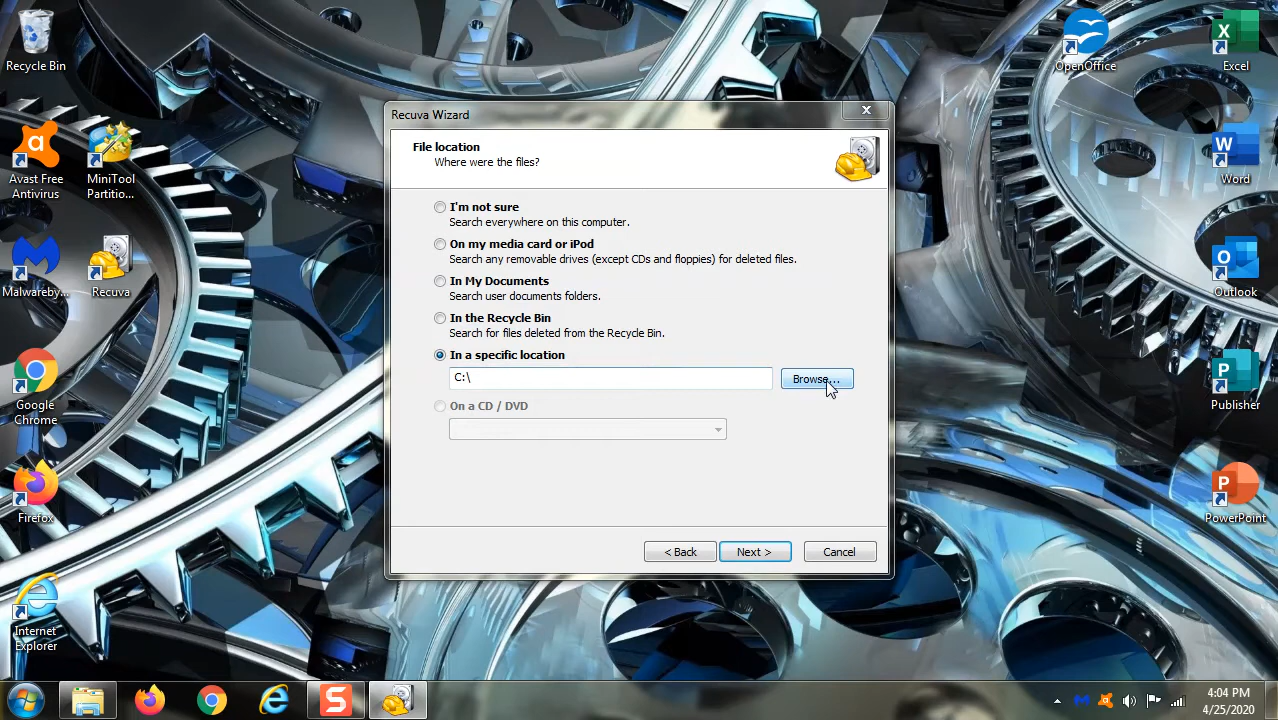 Recycle Bin
Avast Free
Antivirus
MiniTool
Partitio...
Malwareby...
Recuva
Google
Chrome
Firefox
Internet
Explorer
Recuva Wizard
File location
Where were the files?
I'm not sure
Search everywhere on this computer.
On my media card or iPod
Search any removable drives (except CDs and floppies) for deleted files.
In My Documents
Search user documents folders.
In the Recycle Bin
Search for files deleted from the Recycle Bin.
In a specific location
C:\
Browse...
On a CD / DVD
< Back
Next >
Cancel
OpenOffice
Excel
Word
Outlook
Publisher
PowerPoint
4:04 PM
4/25/2020